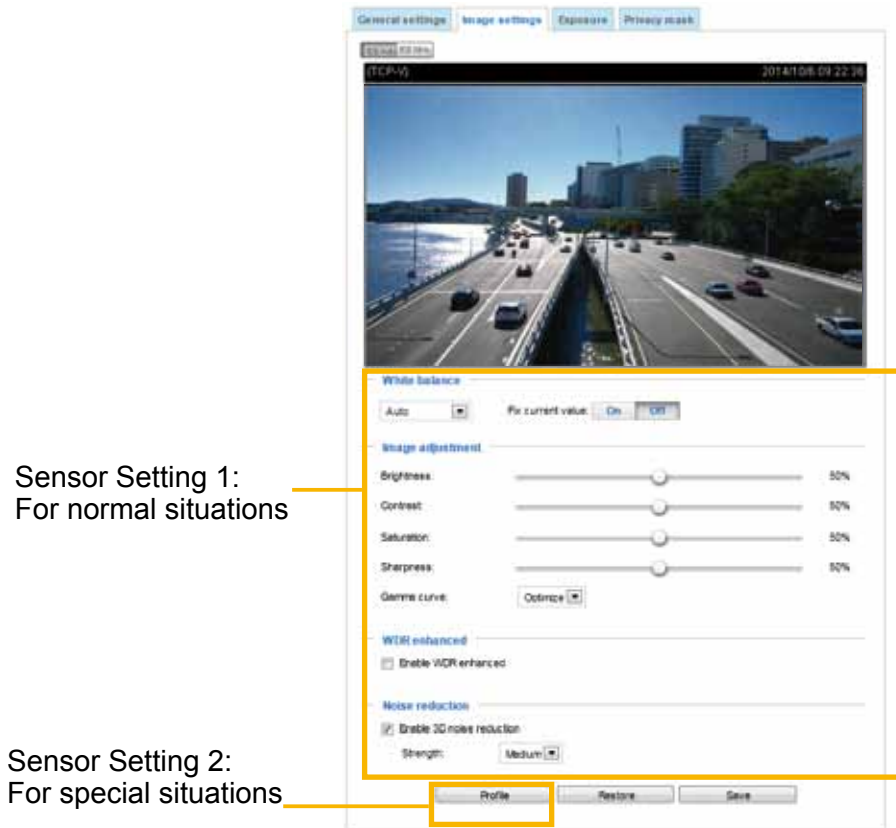 General settings Image settings Exposure Privacy mask
(TCP-V) 2014/10/6 09:22:36
White balance
Auto Fix current value: On Off
Image adjustment
Brightness: 50%
Contrast: 50%
Saturation: 50%
Sharpness: 50%
Gamma curve: Optimize
WDR enhanced
Enable WDR enhanced
Noise reduction
Enable 3D noise reduction
Strength: Medium
Profile Restore Save
Sensor Setting 1:
For normal situations
Sensor Setting 2:
For special situations